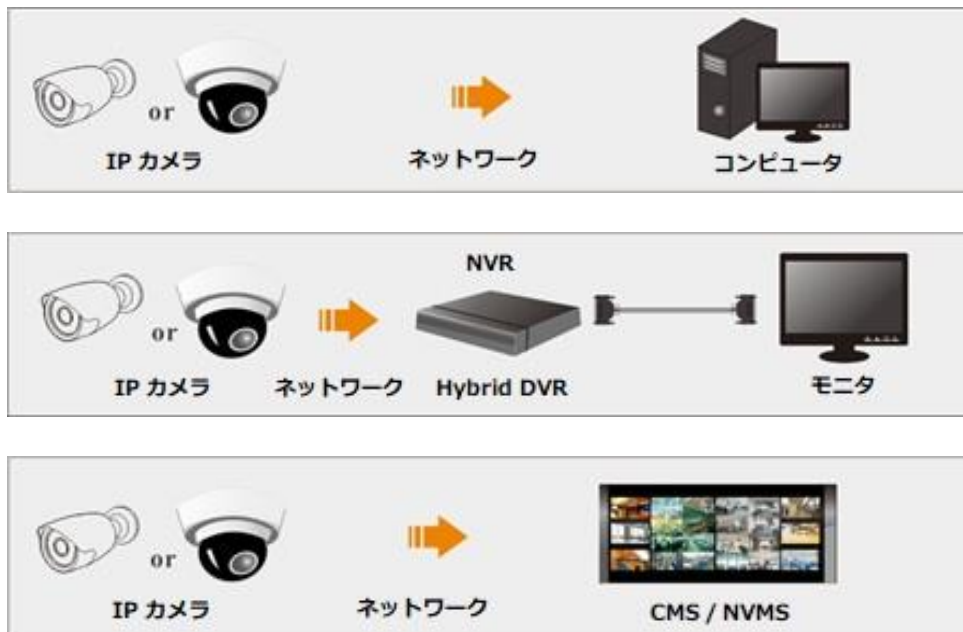 or
IP カメラ
ネットワーク
コンピュータ
NVR
or
IP カメラ
ネットワーク
Hybrid DVR
モニタ
or
IP カメラ
ネットワーク
CMS / NVMS